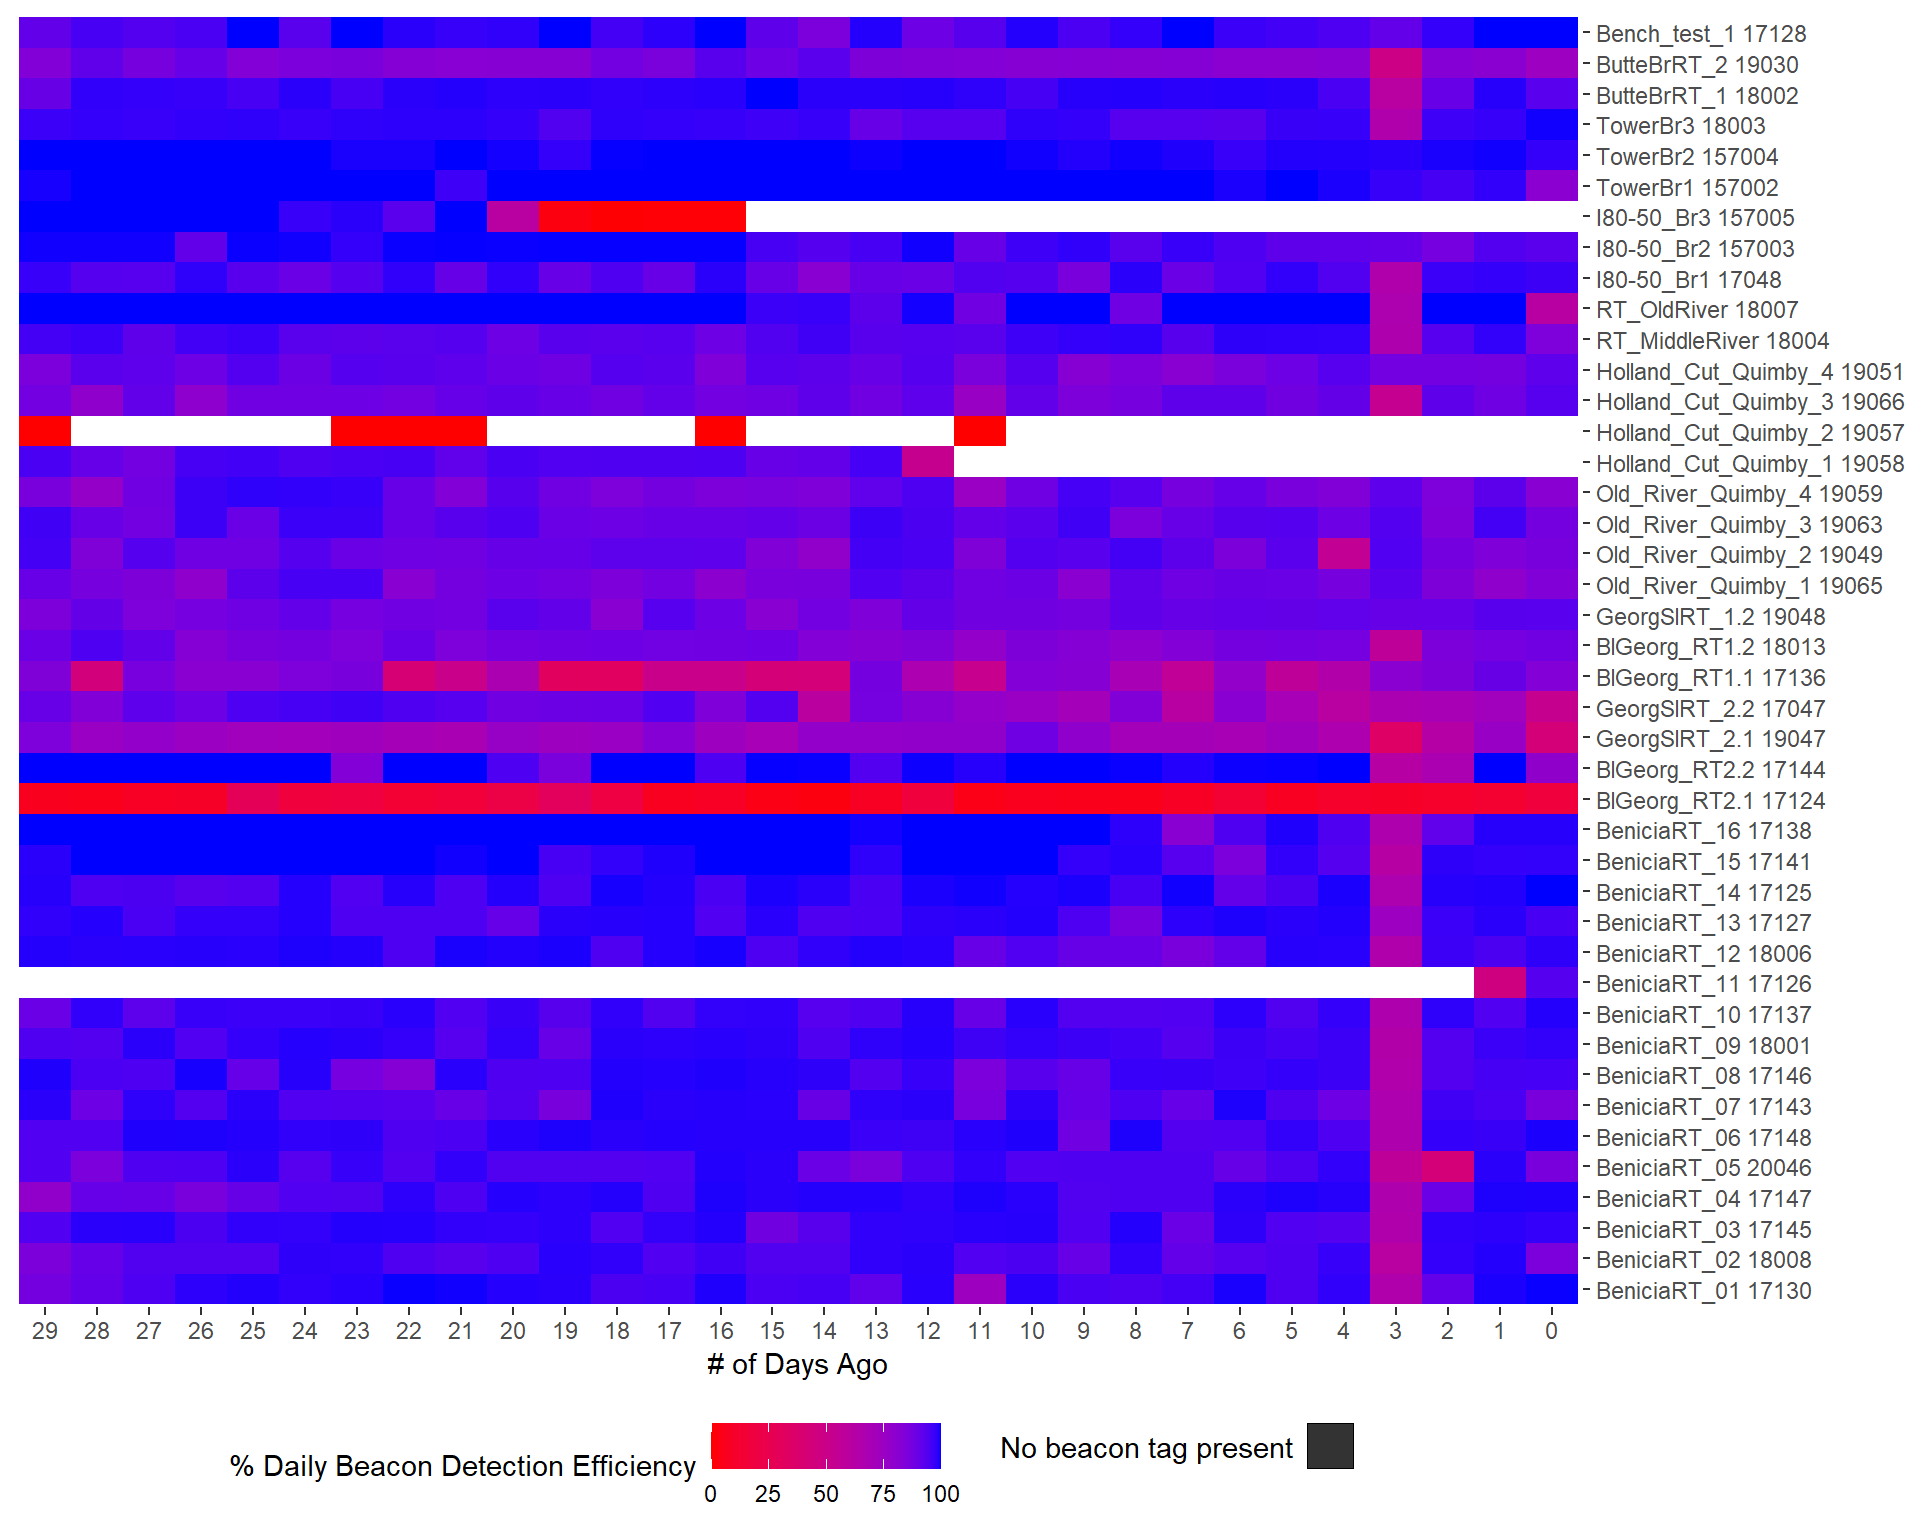 Bench_test_1 17128
ButteBrRT_2 19030
ButteBrRT_1 18002
TowerBr3 18003
TowerBr2 157004
TowerBr1 157002
I80-50_Br3 157005
I80-50_Br2 157003
I80-50_Br1 17048
RT_OldRiver 18007
RT_MiddleRiver 18004
Holland_Cut_Quimby_4 19051
Holland_Cut_Quimby_3 19066
Holland_Cut_Quimby_2 19057
Holland_Cut_Quimby_1 19058
Old_River_Quimby_4 19059
Old_River_Quimby_3 19063
Old_River_Quimby_2 19049
Old_River_Quimby_1 19065
GeorgSlRT_1.2 19048
BlGeorg_RT1.2 18013
BlGeorg_RT1.1 17136
GeorgSlRT_2.2 17047
GeorgSlRT_2.1 19047
BlGeorg_RT2.2 17144
BlGeorg_RT2.1 17124
BeniciaRT_16 17138
BeniciaRT_15 17141
BeniciaRT_14 17125
BeniciaRT_13 17127
BeniciaRT_12 18006
BeniciaRT_11 17126
BeniciaRT_10 17137
BeniciaRT_09 18001
BeniciaRT_08 17146
BeniciaRT_07 17143
BeniciaRT_06 17148
BeniciaRT_05 20046
BeniciaRT_04 17147
BeniciaRT_03 17145
BeniciaRT_02 18008
BeniciaRT_01 17130
29 28 27 26 25 24 23 22 21 20 19 18 17 16 15 14 13 12 11 10 9 8 7 6 5 4 3 2 1 0
# of Days Ago
% Daily Beacon Detection Efficiency
0 25 50 75 100
No beacon tag present